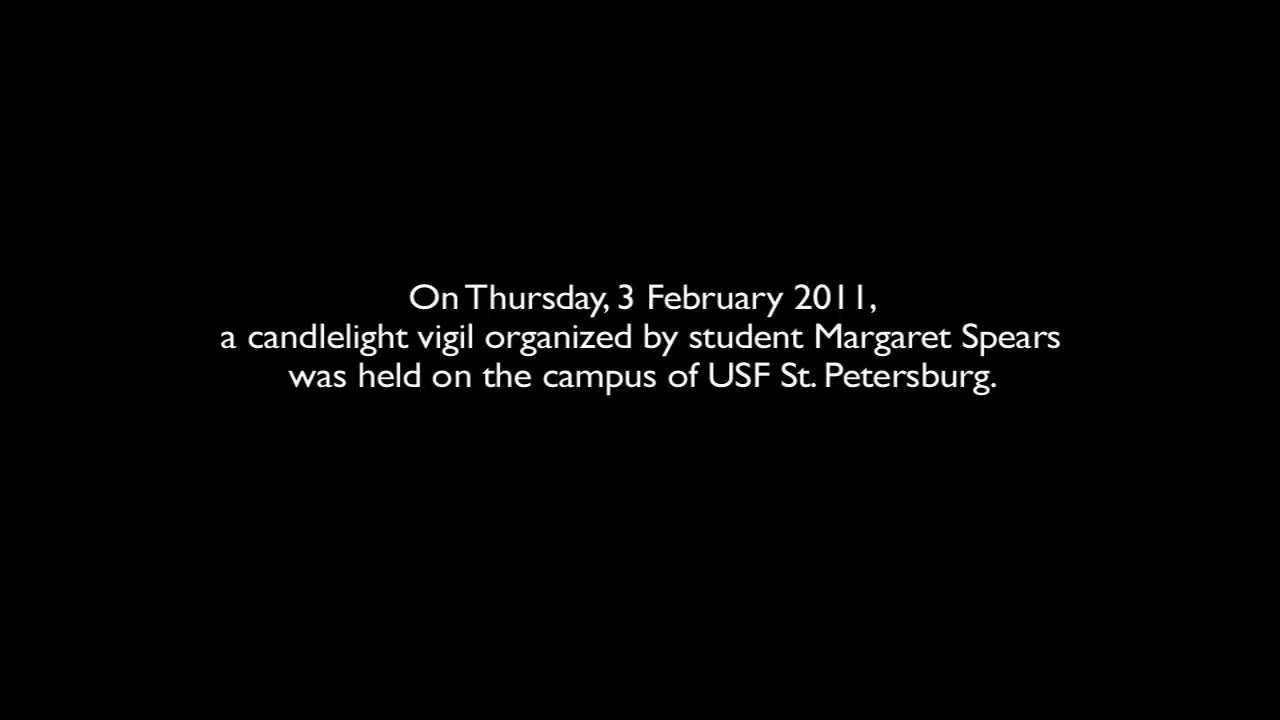 On Thursday, 3 February 2011,
a candlelight vigil organized by student Margaret Spears
was held on the campus of USF St. Petersburg.